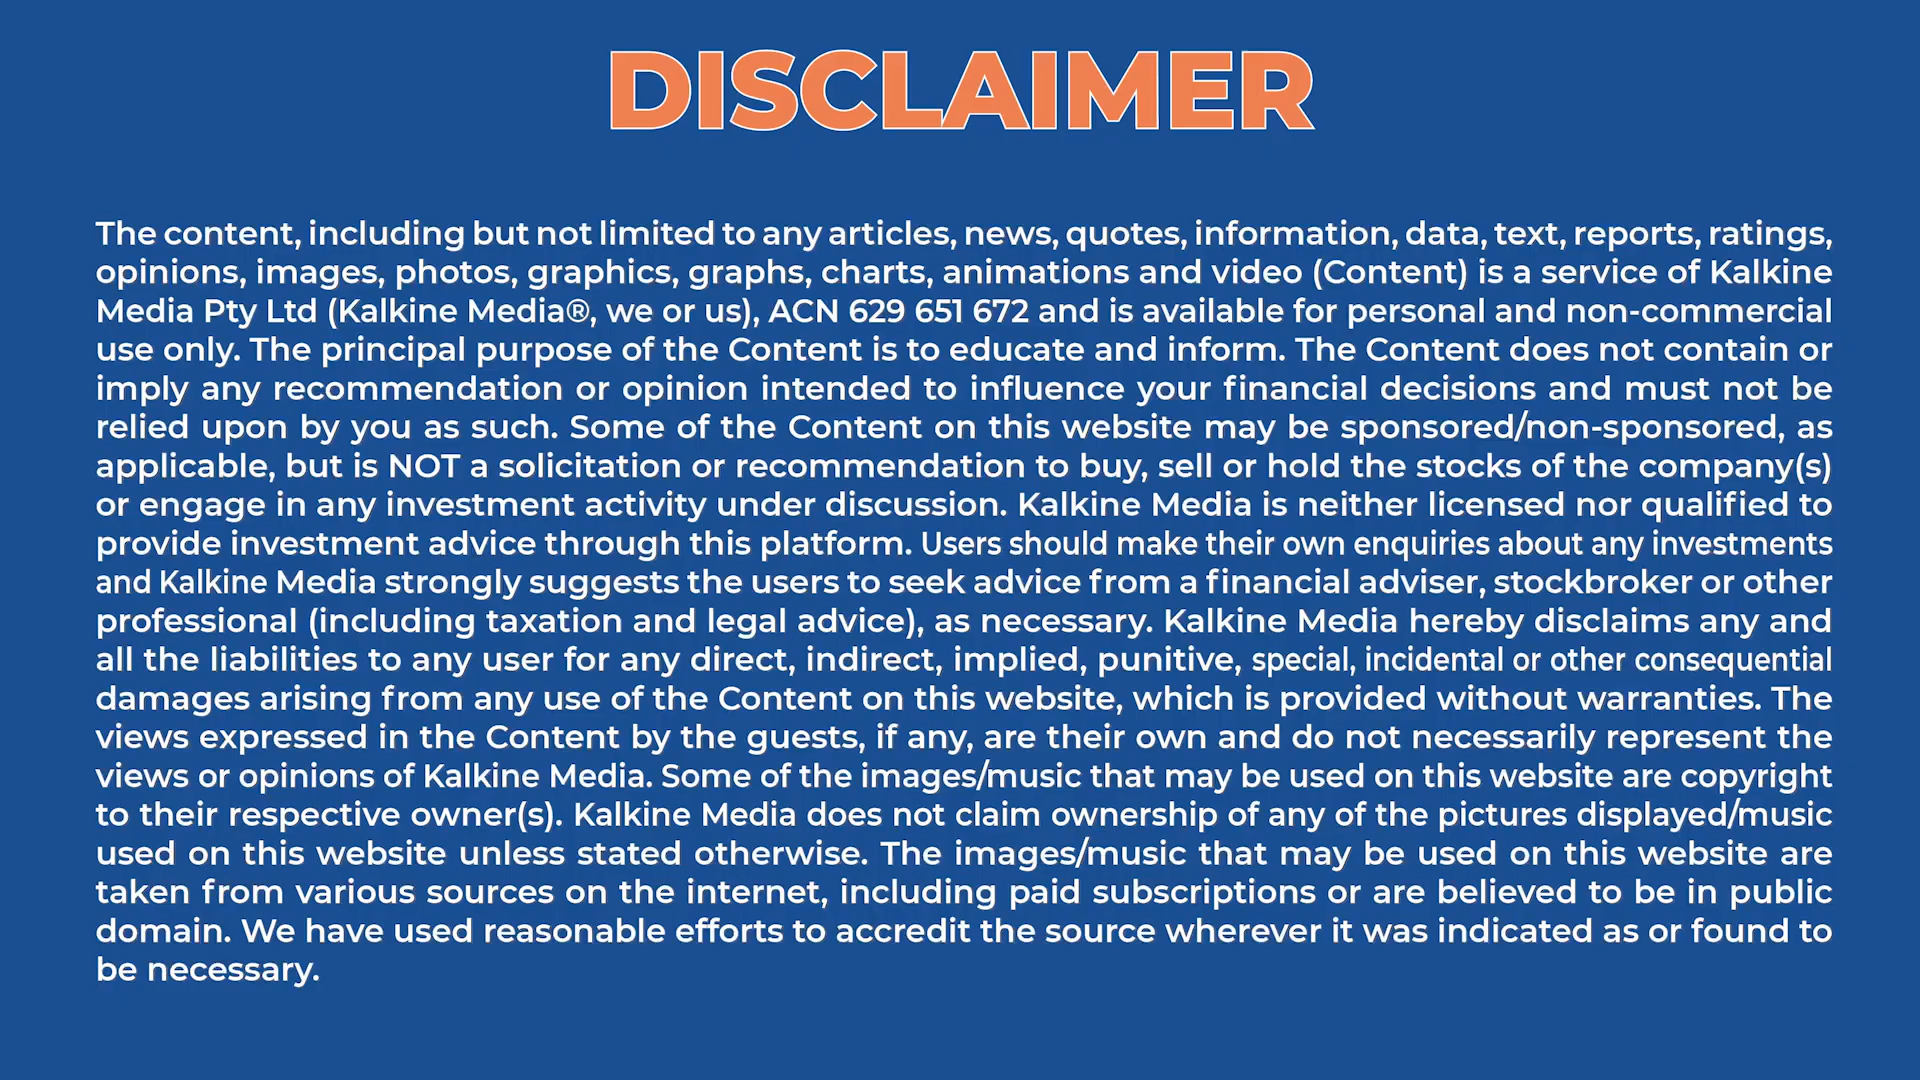 DISCLAIMER
The content, including but not limited to any articles, news, quotes, information, data, text, reports, ratings,
opinions, images, photos, graphics, graphs, charts, animations and video (Content) is a service of Kalkine
Media Pty Ltd (Kalkine Media®, we or us), ACN 629 651 672 and is available for personal and non-commercial
use only. The principal purpose of the Content is to educate and inform. The Content does not contain or
imply any recommendation or opinion intended to influence your financial decisions and must not be
relied upon by you as such. Some of the Content on this website may be sponsored/non-sponsored, as
applicable, but is NOT a solicitation or recommendation to buy, sell or hold the stocks of the company(s)
or engage in any investment activity under discussion. Kalkine Media is neither licensed nor qualified to
provide investment advice through this platform. Users should make their own enquiries about any investments
and Kalkine Media strongly suggests the users to seek advice from a financial adviser, stockbroker or other
professional (including taxation and legal advice), as necessary. Kalkine Media hereby disclaims any and
all the liabilities to any user for any direct, indirect, implied, punitive, special, incidental or other consequential
damages arising from any use of the Content on this website, which is provided without warranties. The
views expressed in the Content by the guests, if any, are their own and do not necessarily represent the
views or opinions of Kalkine Media. Some of the images/music that may be used on this website are copyright
to their respective owner(s). Kalkine Media does not claim ownership of any of the pictures displayed/music
used on this website unless stated otherwise. The images/music that may be used on this website are
taken from various sources on the internet, including paid subscriptions or are believed to be in public
domain. We have used reasonable efforts to accredit the source wherever it was indicated as or found to
be necessary.